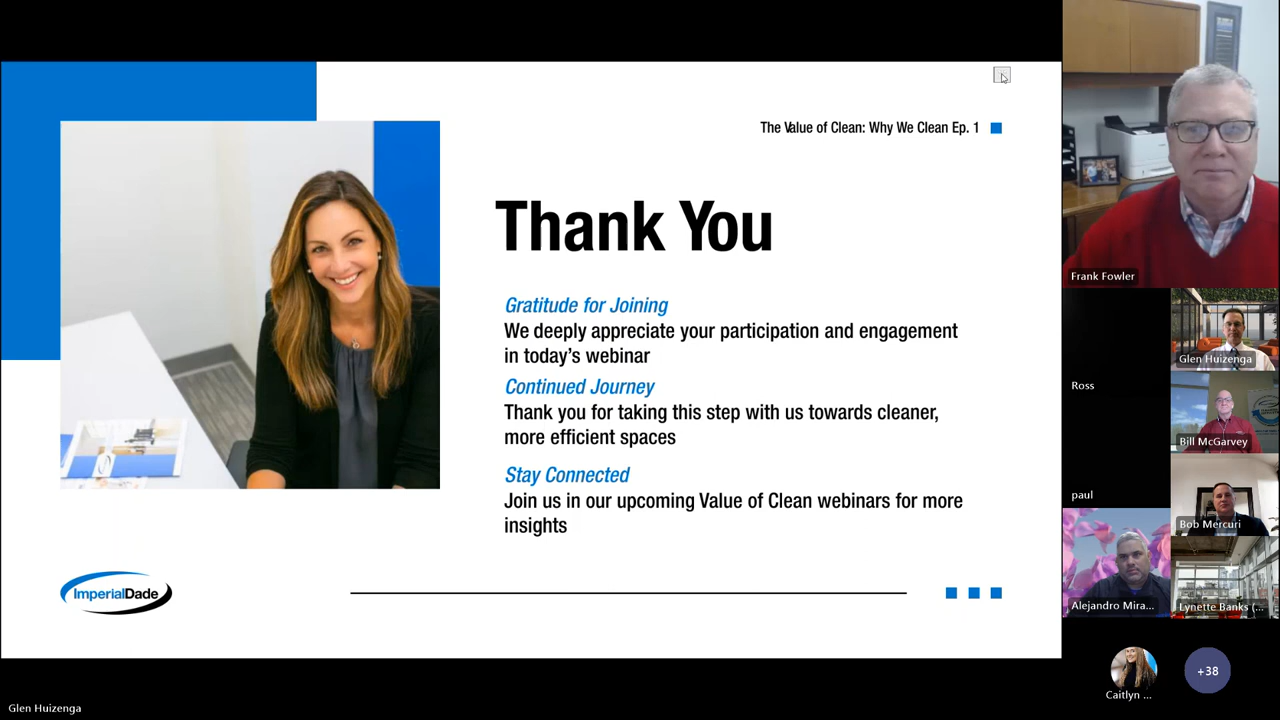 The Value of Clean: Why We Clean Ep. 1
Thank You
Gratitude for Joining
We deeply appreciate your participation and engagement
in today's webinar
Continued Journey
Thank you for taking this step with us towards cleaner,
more efficient spaces
Stay Connected
Join us in our upcoming Value of Clean webinars for more
insights
ImperialDade
Frank Fowler
Glen Huizenga
Ross
Bill McGarvey
paul
Bob Mercuri
Alejandro Mira...
Lynette Banks (...
Caitlyn ...
+38
Glen Huizenga